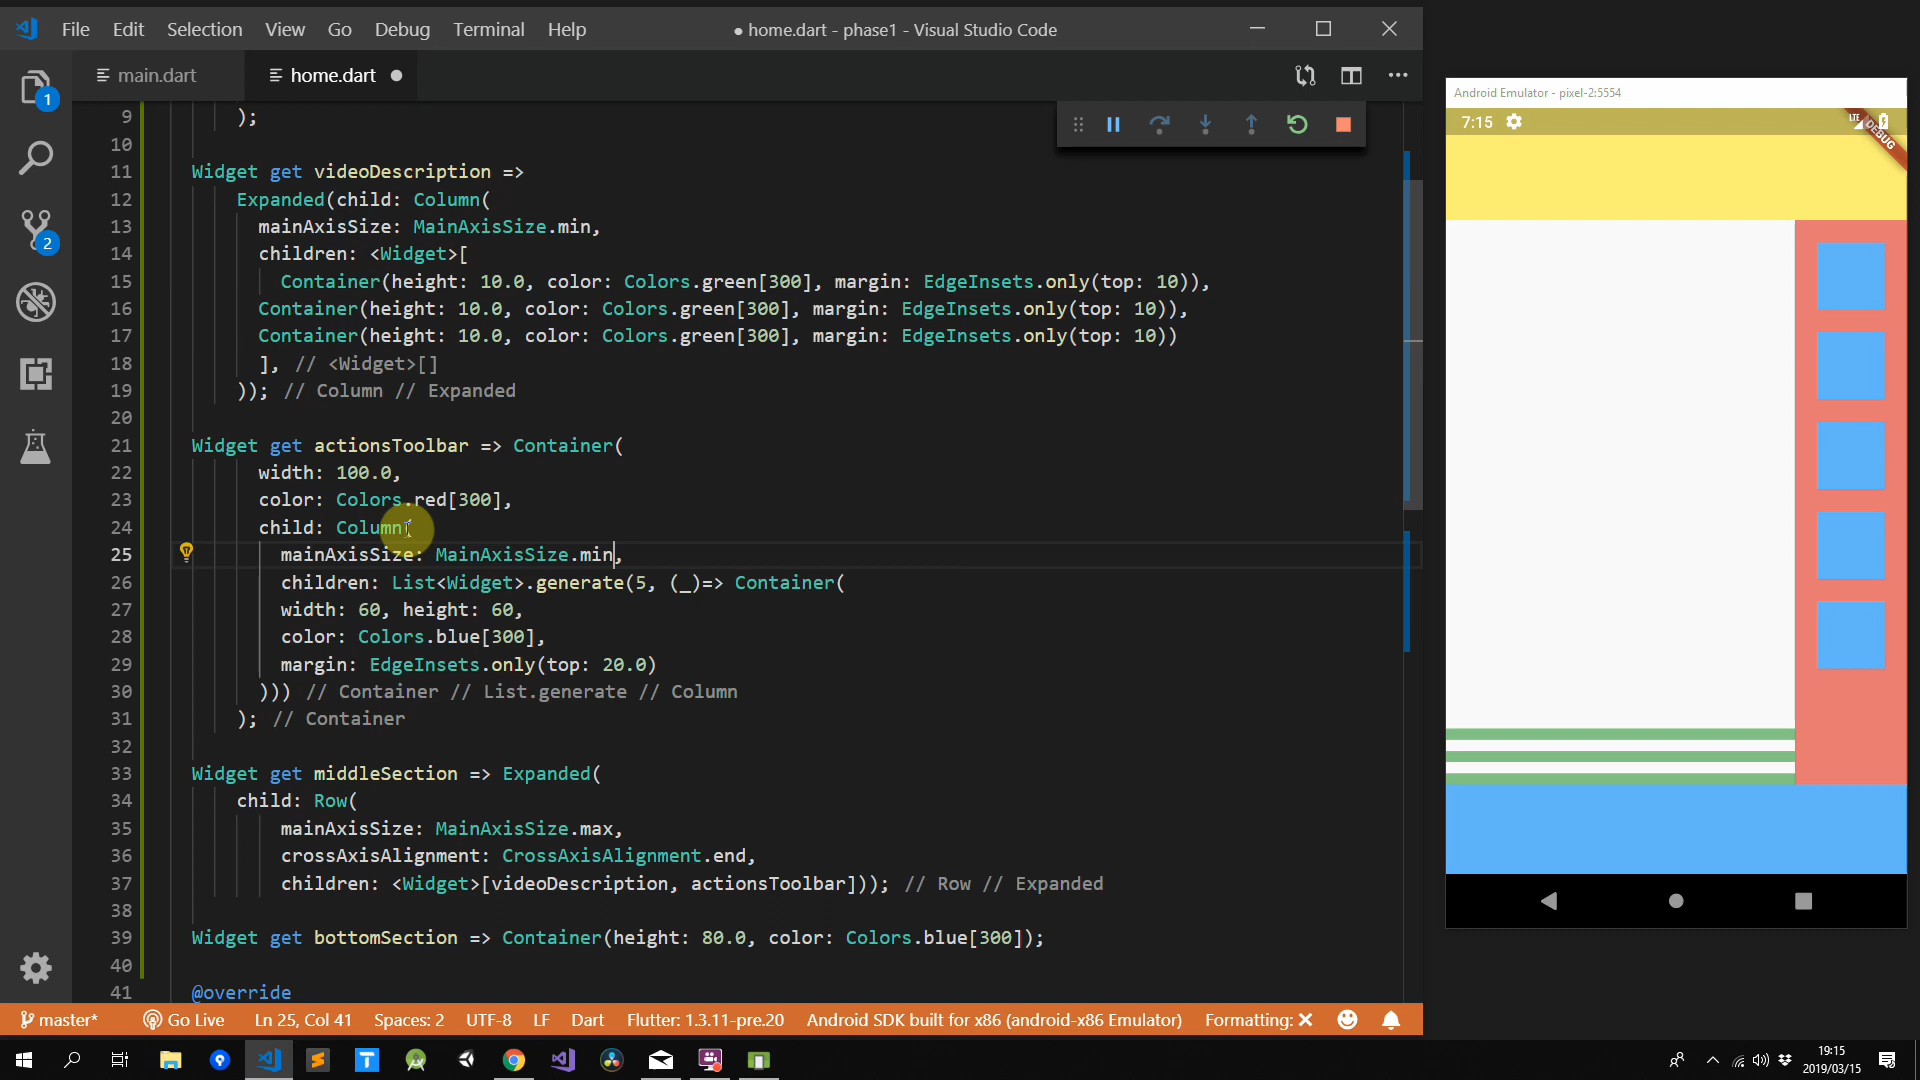 File Edit Selection View Go Debug Terminal Help
● home.dart - phase1 - Visual Studio Code
main.dart
home.dart
1
2
9 );
10
11 Widget get videoDescription =>
12 Expanded(child: Column(
13 mainAxisSize: MainAxisSize.min,
14 children: <Widget>[
15 Container(height: 10.0, color: Colors.green[300], margin: EdgeInsets.only(top: 10)),
16 Container(height: 10.0, color: Colors.green[300], margin: EdgeInsets.only(top: 10)),
17 Container(height: 10.0, color: Colors.green[300], margin: EdgeInsets.only(top: 10))
18 ], // <Widget>[]
19 )); // Column // Expanded
20
21 Widget get actionsToolbar => Container(
22 width: 100.0,
23 color: Colors.red[300],
24 child: Column(
25 mainAxisSize: MainAxisSize.min,
26 children: List<Widget>.generate(5, (_)=> Container(
27 width: 60, height: 60,
28 color: Colors.blue[300],
29 margin: EdgeInsets.only(top: 20.0)
30 ))) // Container // List.generate // Column
31 ); // Container
32
33 Widget get middleSection => Expanded(
34 child: Row(
35 mainAxisSize: MainAxisSize.max,
36 crossAxisAlignment: CrossAxisAlignment.end,
37 children: <Widget>[videoDescription, actionsToolbar])); // Row // Expanded
38
39 Widget get bottomSection => Container(height: 80.0, color: Colors.blue[300]);
40
41 @override
master* Go Live Ln 25, Col 41 Spaces: 2 UTF-8 LF Dart Flutter: 1.3.11-pre.20 Android SDK built for x86 (android-x86 Emulator) Formatting: ✕
Android Emulator - pixel-2:5554
7:15
LTE
DEBUG
19:15
2019/03/15